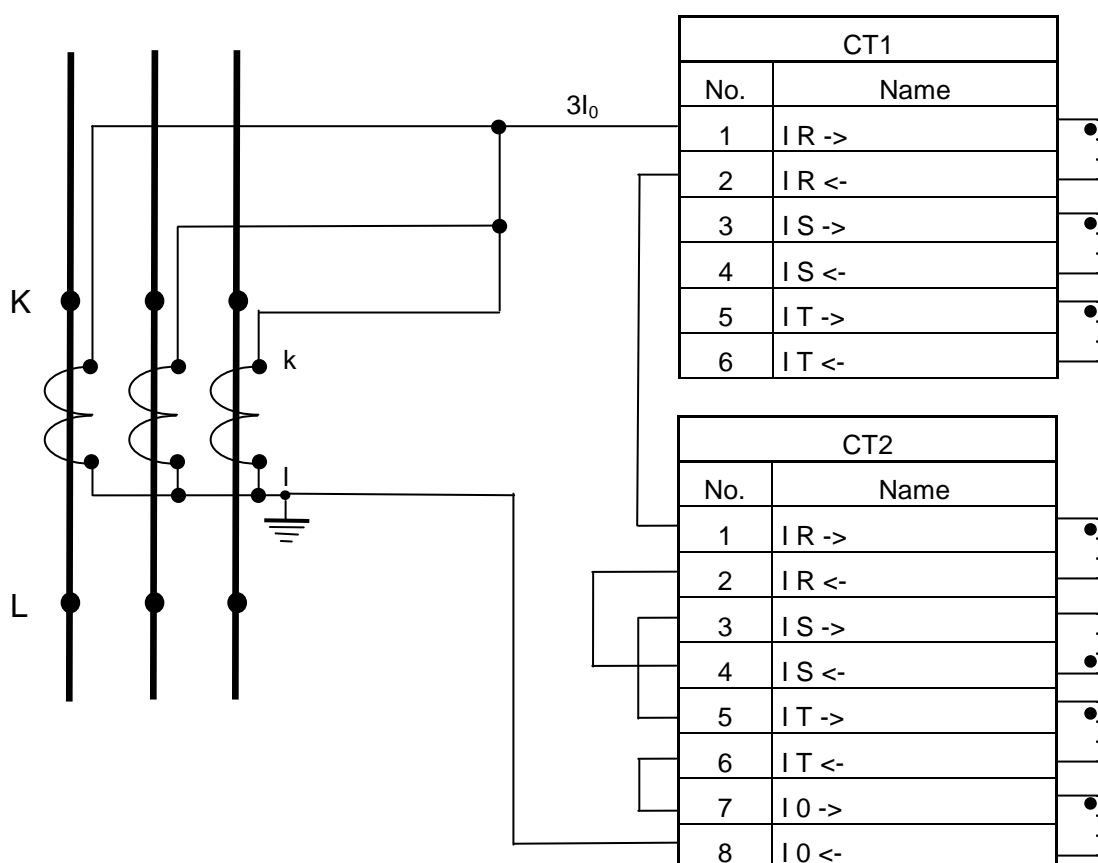 3I₀
K
k
l
L
CT1
No. Name
1 I R ->
2 I R <-
3 I S ->
4 I S <-
5 I T ->
6 I T <-
CT2
No. Name
1 I R ->
2 I R <-
3 I S ->
4 I S <-
5 I T ->
6 I T <-
7 I 0 ->
8 I 0 <-